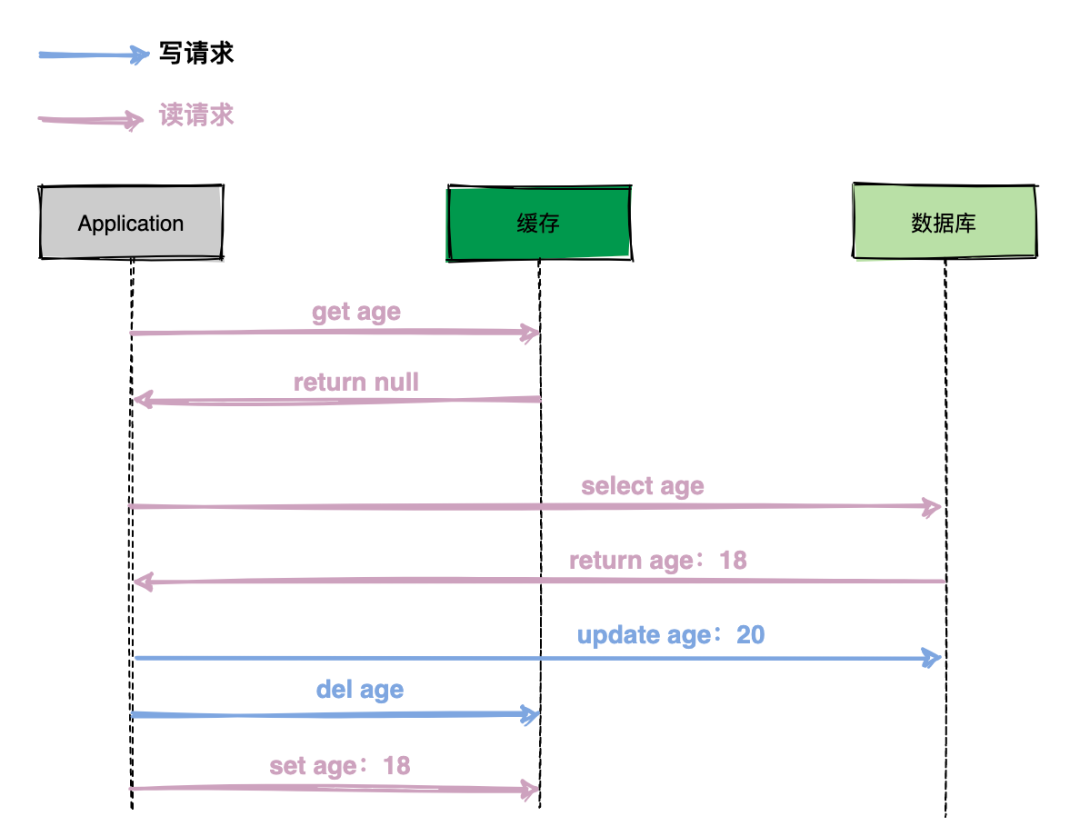 写请求
读请求
Application
缓存
数据库
get age
return null
select age
return age：18
update age：20
del age
set age：18